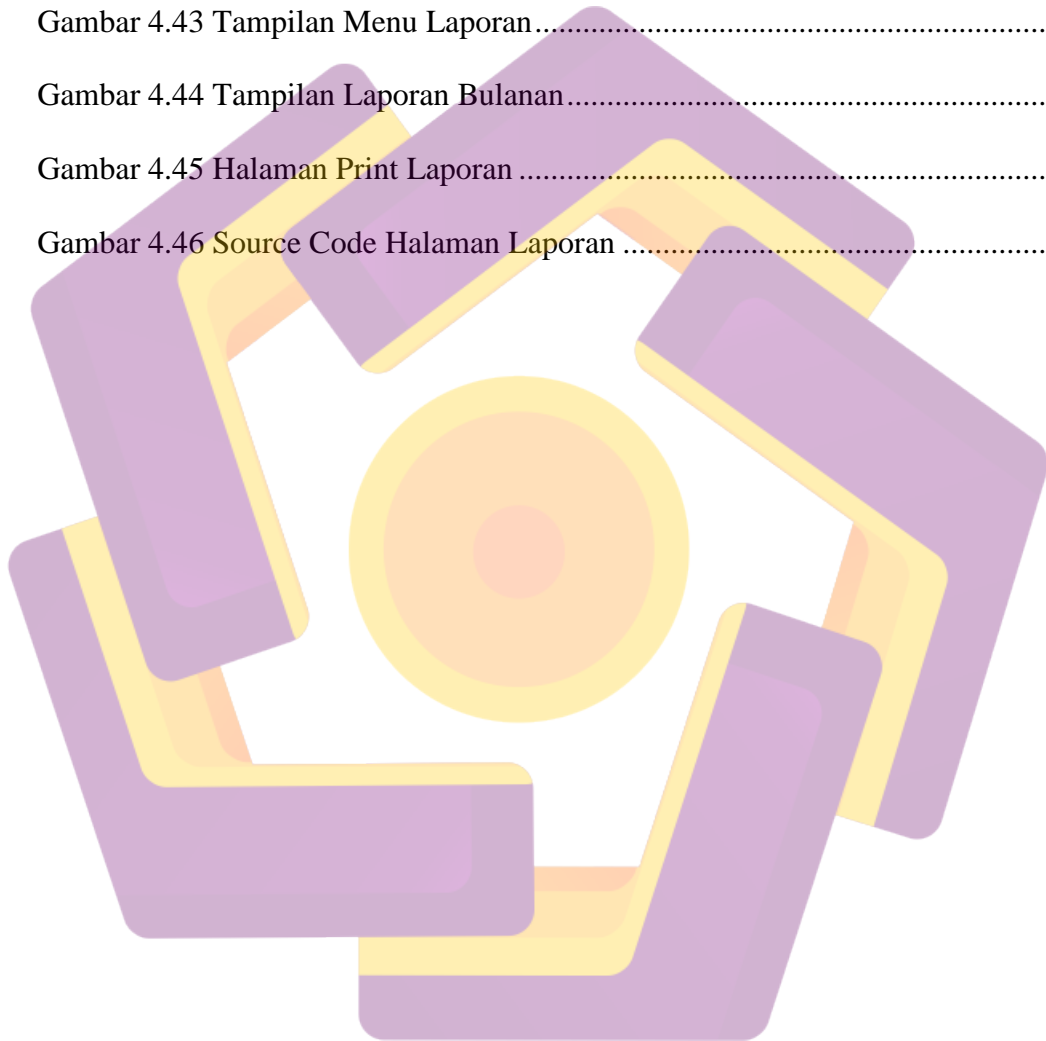 Gambar 4.43 Tampilan Menu Laporan................................................................
Gambar 4.44 Tampilan Laporan Bulanan............................................................
Gambar 4.45 Halaman Print Laporan ..................................................................
Gambar 4.46 Source Code Halaman Laporan .....................................................